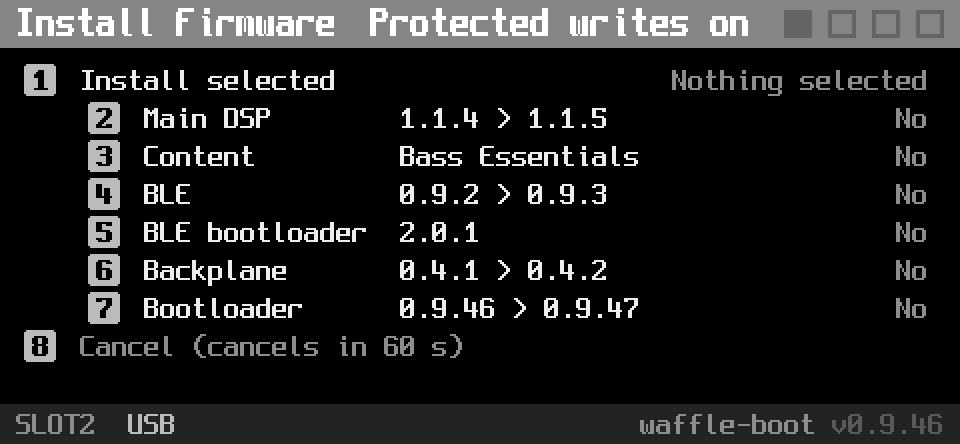 Install Firmware Protected writes on
1 Install selected Nothing selected
2 Main DSP 1.1.4 > 1.1.5 No
3 Content Bass Essentials No
4 BLE 0.9.2 > 0.9.3 No
5 BLE bootloader 2.0.1 No
6 Backplane 0.4.1 > 0.4.2 No
7 Bootloader 0.9.46 > 0.9.47 No
8 Cancel (cancels in 60 s)
SLOT2 USB waffle-boot v0.9.46